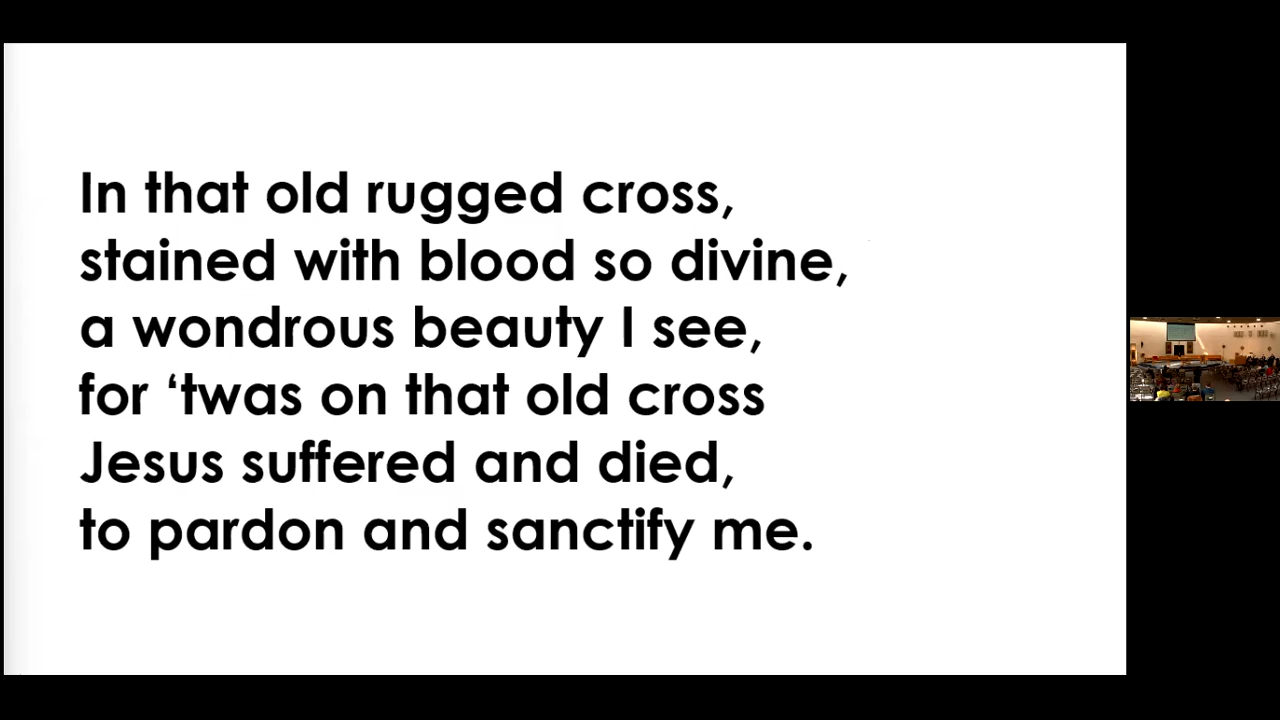 In that old rugged cross,
stained with blood so divine,
a wondrous beauty I see,
for ‘twas on that old cross
Jesus suffered and died,
to pardon and sanctify me.